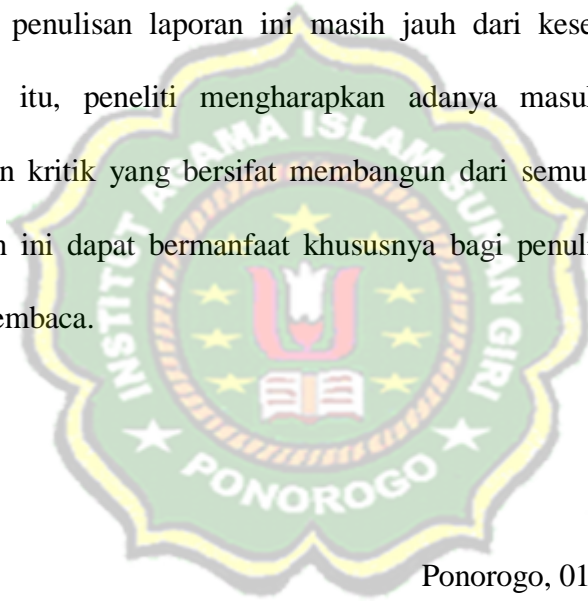 penulisan laporan ini masih jauh dari kese
itu, peneliti mengharapkan adanya masu
n kritik yang bersifat membangun dari semu
ini dapat bermanfaat khususnya bagi penul
embaca.
INSTITUT AGAMA ISLAM SUNAN GIRI
PONOROGO
Ponorogo, 01